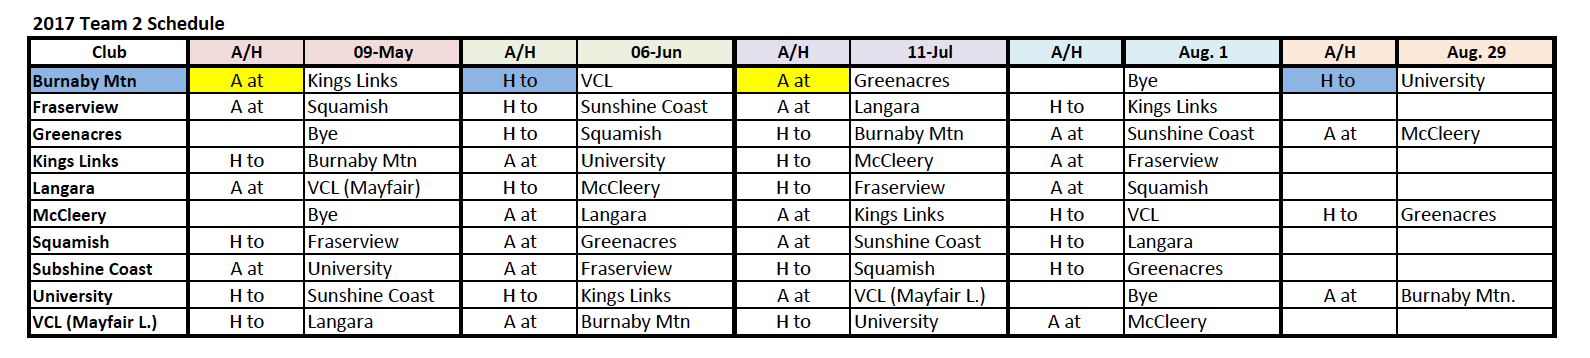 2017 Team 2 Schedule
Club A/H 09-May A/H 06-Jun A/H 11-Jul A/H Aug. 1 A/H Aug. 29
Burnaby Mtn A at Kings Links H to VCL A at Greenacres Bye H to University
Fraserview A at Squamish H to Sunshine Coast A at Langara H to Kings Links
Greenacres Bye H to Squamish H to Burnaby Mtn A at Sunshine Coast A at McCleery
Kings Links H to Burnaby Mtn A at University H to McCleery A at Fraserview
Langara A at VCL (Mayfair) H to McCleery H to Fraserview A at Squamish
McCleery Bye A at Langara A at Kings Links H to VCL H to Greenacres
Squamish H to Fraserview A at Greenacres A at Sunshine Coast H to Langara
Subshine Coast A at University A at Fraserview H to Squamish H to Greenacres
University H to Sunshine Coast H to Kings Links A at VCL (Mayfair L.) Bye A at Burnaby Mtn.
VCL (Mayfair L.) H to Langara A at Burnaby Mtn H to University A at McCleery